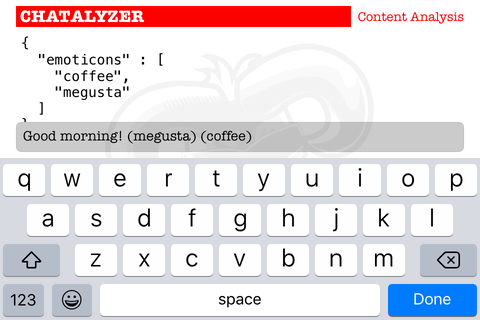 CHATALYZER Content Analysis
{
  "emoticons" : [
    "coffee",
    "megusta"
  ]
}
Good morning! (megusta) (coffee)
q w e r t y u i o p
a s d f g h j k l
z x c v b n m
123 space Done